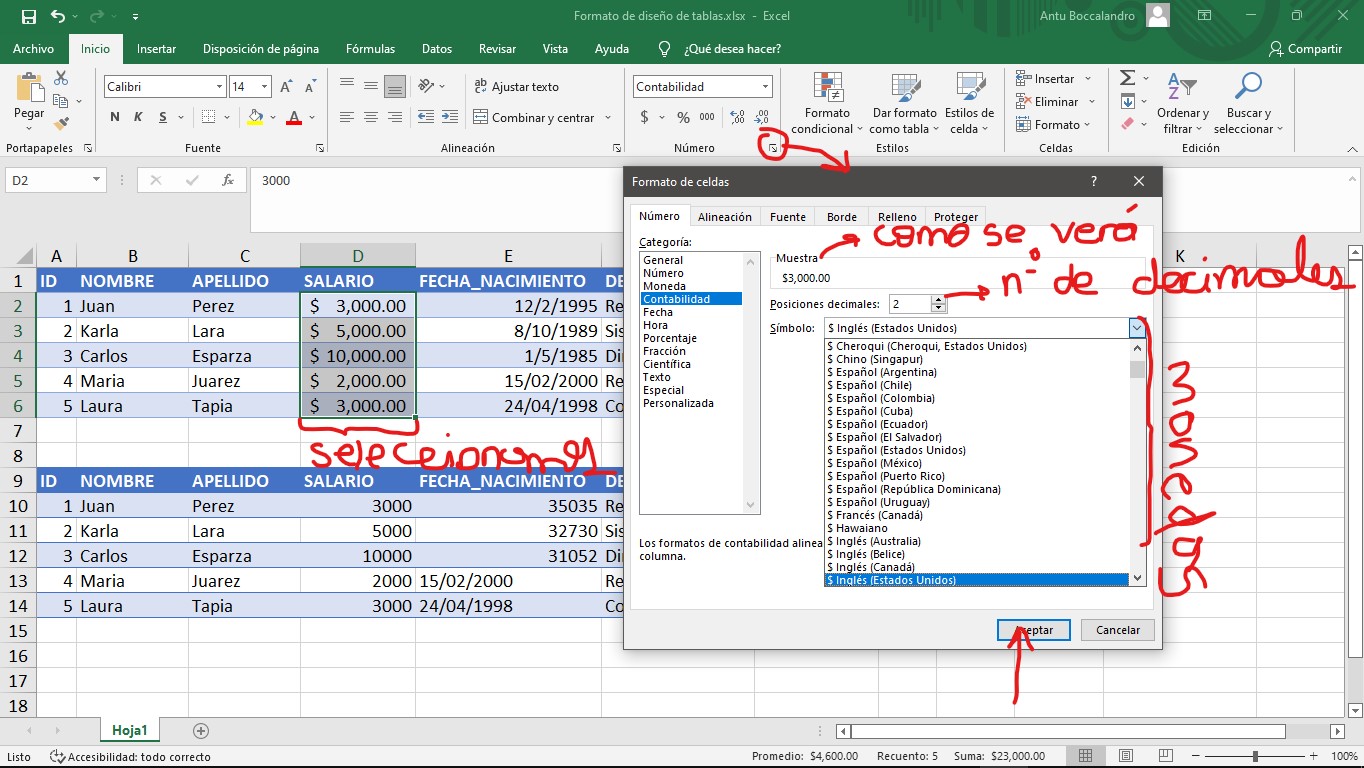 Formato de diseño de tablas.xlsx - Excel
Antu Boccalandro
Archivo Inicio Insertar Disposición de página Fórmulas Datos Revisar Vista Ayuda ¿Qué desea hacer? Compartir
Pegar
Calibri 14
N K S
Ajustar texto
Combinar y centrar
Contabilidad
$ % 000
Formato condicional
Dar formato como tabla
Estilos de celda
Insertar
Eliminar
Formato
Ordenar y filtrar
Buscar y seleccionar
Portapapeles Fuente Alineación Número Estilos Celdas Edición
D2 fx 3000
A B C D E K
1 ID NOMBRE APELLIDO SALARIO FECHA_NACIMIENTO DE
2 1 Juan Perez $ 3,000.00 12/2/1995 Re
3 2 Karla Lara $ 5,000.00 8/10/1989 Sis
4 3 Carlos Esparza $ 10,000.00 1/5/1985 Di
5 4 Maria Juarez $ 2,000.00 15/02/2000 Re
6 5 Laura Tapia $ 3,000.00 24/04/1998 Co
7
8
seleccionamos
9 ID NOMBRE APELLIDO SALARIO FECHA_NACIMIENTO DE
10 1 Juan Perez 3000 35035 Re
11 2 Karla Lara 5000 32730 Sis
12 3 Carlos Esparza 10000 31052 Di
13 4 Maria Juarez 2000 15/02/2000 Re
14 5 Laura Tapia 3000 24/04/1998 Co
15
16
17
18
Formato de celdas ?
Número Alineación Fuente Borde Relleno Proteger
Categoría:
General
Número
Moneda
Contabilidad
Fecha
Hora
Porcentaje
Fracción
Científica
Texto
Especial
Personalizada
Muestra
$3,000.00
como se verá
Posiciones decimales: 2
n° de decimales
Símbolo: $ Inglés (Estados Unidos)
$ Cheroqui (Cheroqui, Estados Unidos)
$ Chino (Singapur)
$ Español (Argentina)
$ Español (Chile)
$ Español (Colombia)
$ Español (Cuba)
$ Español (Ecuador)
$ Español (El Salvador)
$ Español (Estados Unidos)
$ Español (México)
$ Español (Puerto Rico)
$ Español (República Dominicana)
$ Español (Uruguay)
$ Francés (Canadá)
$ Hawaiano
$ Inglés (Australia)
$ Inglés (Belice)
$ Inglés (Canadá)
$ Inglés (Estados Unidos)
monedas
Los formatos de contabilidad alinea
columna.
Aceptar Cancelar
Hoja1
Listo Accesibilidad: todo correcto Promedio: $4,600.00 Recuento: 5 Suma: $23,000.00 100%